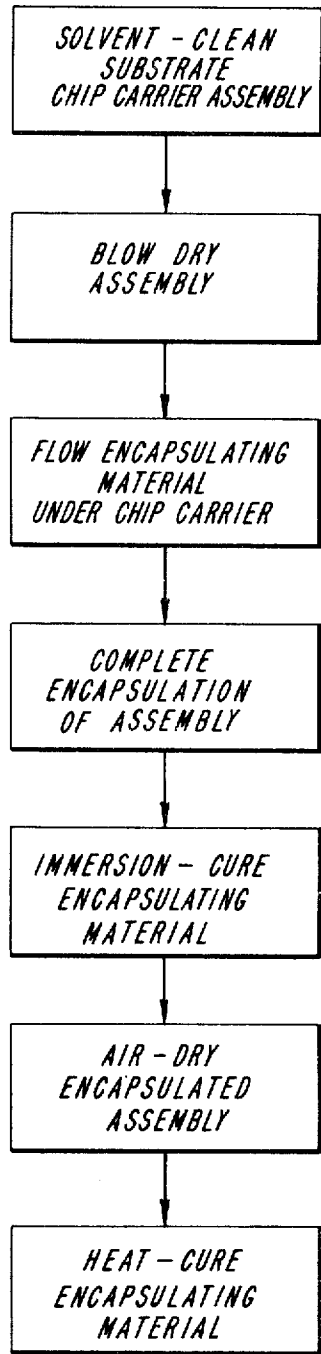 SOLVENT - CLEAN
SUBSTRATE
CHIP CARRIER ASSEMBLY
BLOW DRY
ASSEMBLY
FLOW ENCAPSULATING
MATERIAL
UNDER CHIP CARRIER
COMPLETE
ENCAPSULATION
OF ASSEMBLY
IMMERSION - CURE
ENCAPSULATING
MATERIAL
AIR - DRY
ENCAPSULATED
ASSEMBLY
HEAT - CURE
ENCAPSULATING
MATERIAL